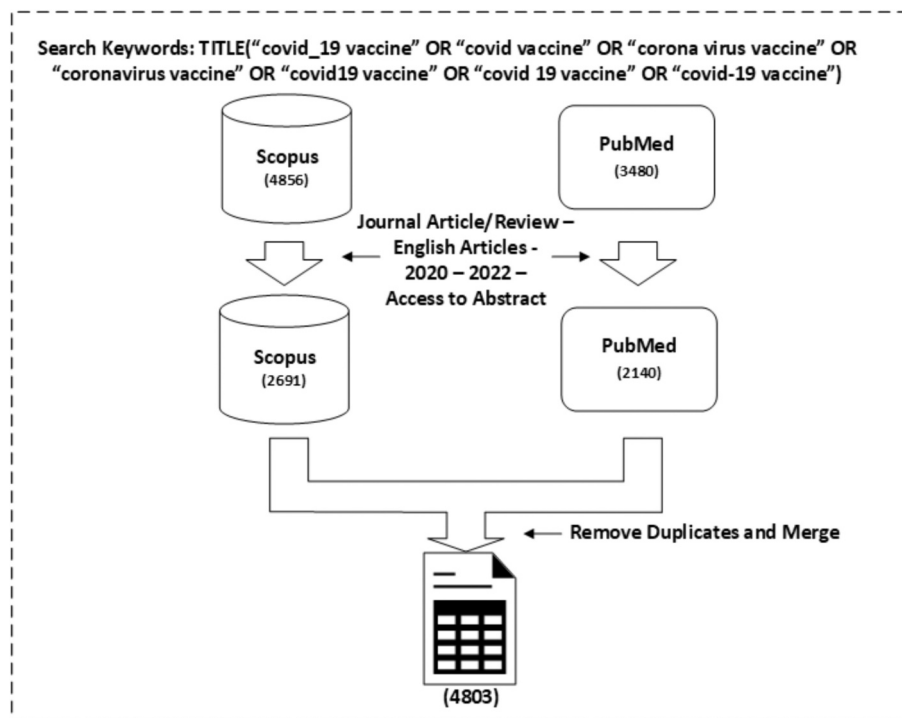 Search Keywords: TITLE(“covid_19 vaccine” OR “covid vaccine” OR “corona virus vaccine” OR
“coronavirus vaccine” OR “covid19 vaccine” OR “covid 19 vaccine” OR “covid-19 vaccine”)
Scopus
(4856)
PubMed
(3480)
Journal Article/Review –
English Articles -
2020 – 2022 –
Access to Abstract
Scopus
(2691)
PubMed
(2140)
Remove Duplicates and Merge
(4803)